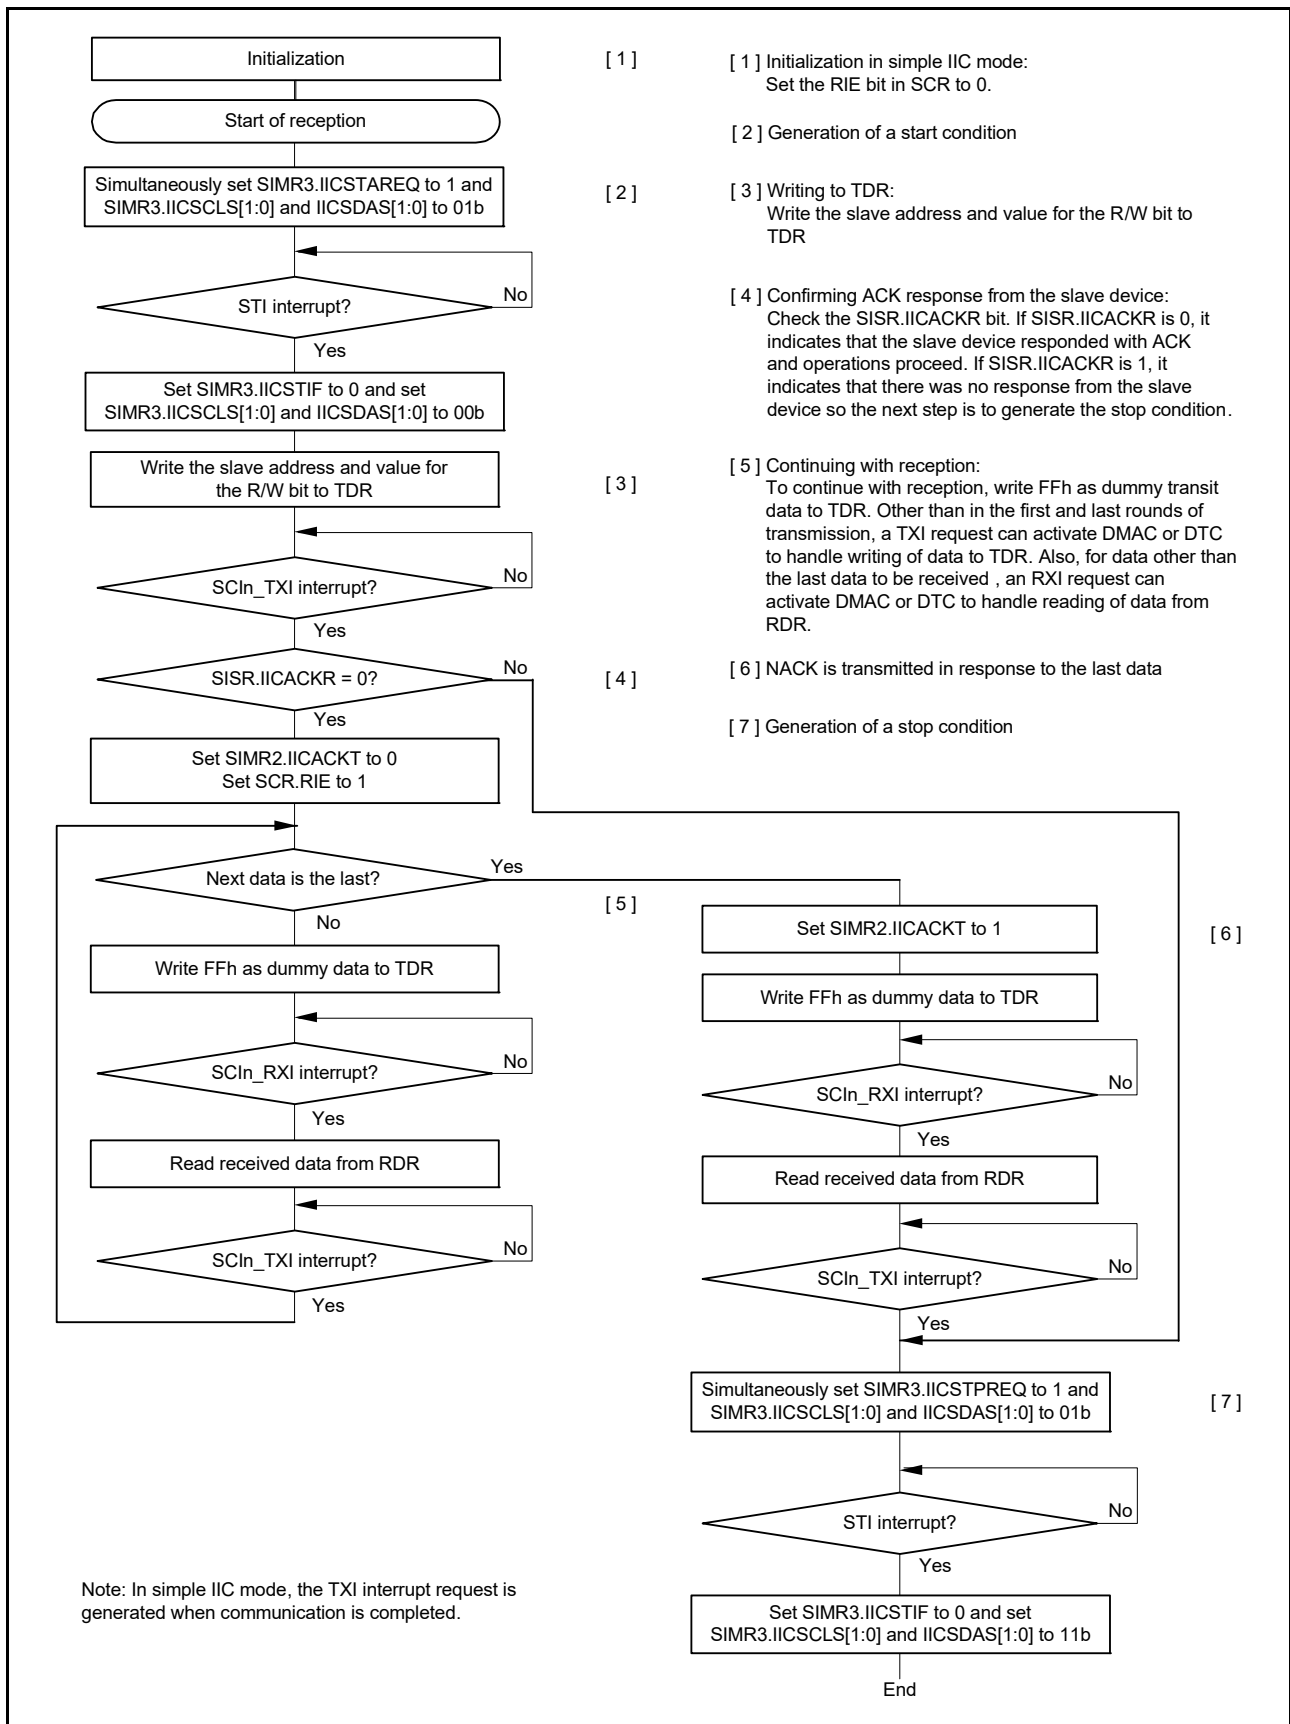 Initialization
[ 1 ]
Start of reception
Simultaneously set SIMR3.IICSTAREQ to 1 and
SIMR3.IICSCLS[1:0] and IICSDAS[1:0] to 01b
[ 2 ]
STI interrupt?
No
Yes
Set SIMR3.IICSTIF to 0 and set
SIMR3.IICSCLS[1:0] and IICSDAS[1:0] to 00b
Write the slave address and value for
the R/W bit to TDR
[ 3 ]
SCIn_TXI interrupt?
No
Yes
SISR.IICACKR = 0?
No
[ 4 ]
Yes
Set SIMR2.IICACKT to 0
Set SCR.RIE to 1
Next data is the last?
Yes
[ 5 ]
No
Write FFh as dummy data to TDR
SCIn_RXI interrupt?
No
Yes
Read received data from RDR
SCIn_TXI interrupt?
No
Yes
[ 1 ] Initialization in simple IIC mode:
Set the RIE bit in SCR to 0.
[ 2 ] Generation of a start condition
[ 3 ] Writing to TDR:
Write the slave address and value for the R/W bit to
TDR
[ 4 ] Confirming ACK response from the slave device:
Check the SISR.IICACKR bit. If SISR.IICACKR is 0, it
indicates that the slave device responded with ACK
and operations proceed. If SISR.IICACKR is 1, it
indicates that there was no response from the slave
device so the next step is to generate the stop condition.
[ 5 ] Continuing with reception:
To continue with reception, write FFh as dummy transit
data to TDR. Other than in the first and last rounds of
transmission, a TXI request can activate DMAC or DTC
to handle writing of data to TDR. Also, for data other than
the last data to be received , an RXI request can
activate DMAC or DTC to handle reading of data from
RDR.
[ 6 ] NACK is transmitted in response to the last data
[ 7 ] Generation of a stop condition
Set SIMR2.IICACKT to 1
[ 6 ]
Write FFh as dummy data to TDR
SCIn_RXI interrupt?
No
Yes
Read received data from RDR
SCIn_TXI interrupt?
No
Yes
Simultaneously set SIMR3.IICSTPREQ to 1 and
SIMR3.IICSCLS[1:0] and IICSDAS[1:0] to 01b
[ 7 ]
STI interrupt?
No
Yes
Set SIMR3.IICSTIF to 0 and set
SIMR3.IICSCLS[1:0] and IICSDAS[1:0] to 11b
End
Note: In simple IIC mode, the TXI interrupt request is
generated when communication is completed.